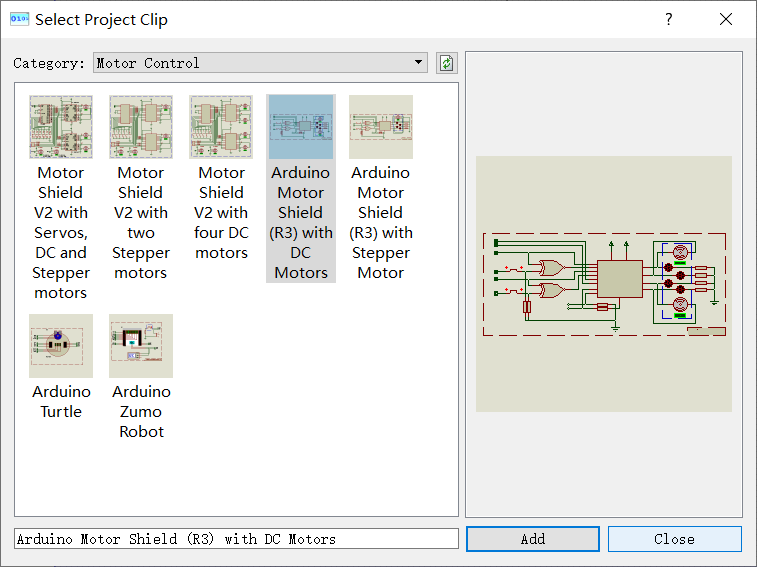 Select Project Clip
?
Category: Motor Control
Motor
Shield
V2 with
Servos,
DC and
Stepper
motors
Motor
Shield
V2 with
two
Stepper
motors
Motor
Shield
V2 with
four DC
motors
Arduino
Motor
Shield
(R3) with
DC
Motors
Arduino
Motor
Shield
(R3) with
Stepper
Motor
Arduino
Turtle
Arduino
Zumo
Robot
Arduino Motor Shield (R3) with DC Motors
Add
Close